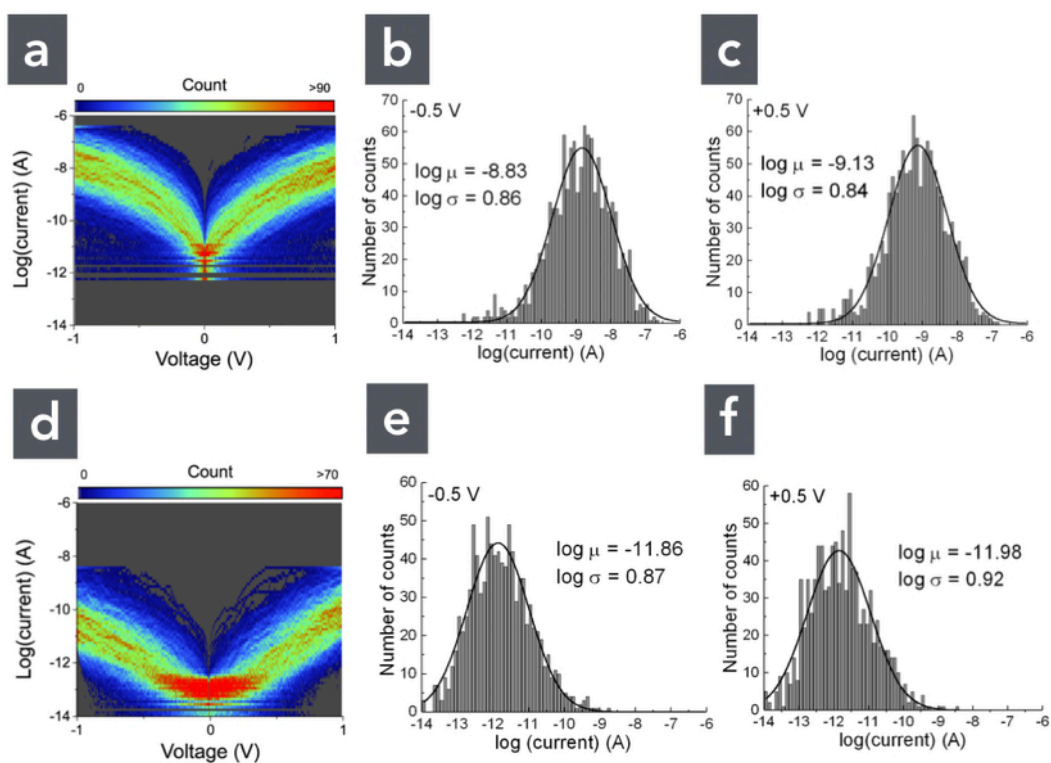 a
Count
0
>90
-6
-8
-10
-12
-14
Log(current) (A)
-1
0
1
Voltage (V)
b
-0.5 V
log μ = -8.83
log σ = 0.86
70
60
50
40
30
20
10
0
Number of counts
-14 -13 -12 -11 -10 -9 -8 -7 -6
log(current) (A)
c
+0.5 V
log μ = -9.13
log σ = 0.84
70
60
50
40
30
20
10
0
Number of counts
-14 -13 -12 -11 -10 -9 -8 -7 -6
log (current) (A)
d
Count
0
>70
-6
-8
-10
-12
-14
Log(current) (A)
-1
0
1
Voltage (V)
e
-0.5 V
log μ = -11.86
log σ = 0.87
60
50
40
30
20
10
0
Number of counts
-14 -13 -12 -11 -10 -9 -8 -7 -6
log (current) (A)
f
+0.5 V
log μ = -11.98
log σ = 0.92
60
50
40
30
20
10
0
Number of counts
-14 -13 -12 -11 -10 -9 -8 -7 -6
log(current) (A)